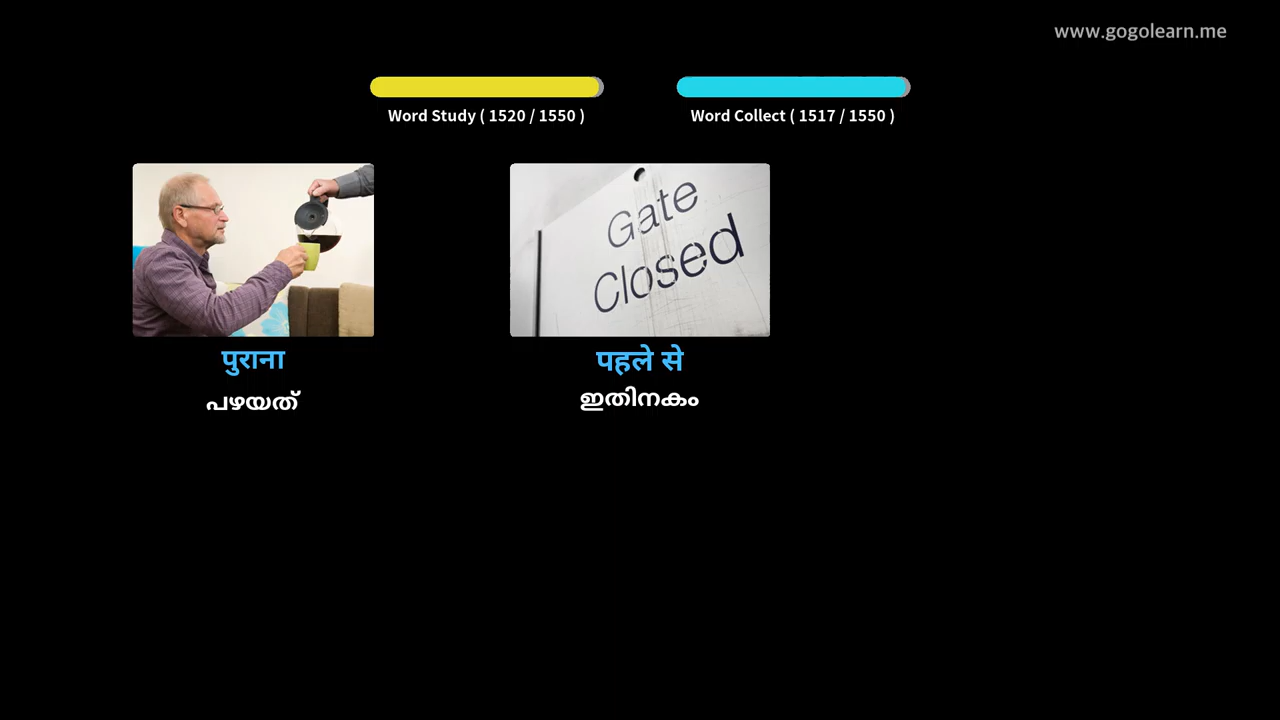 www.gogolearn.me
Word Study ( 1520 / 1550 )
Word Collect ( 1517 / 1550 )
Gate
Closed
पुराना
पहले से
പഴയത്
ഇതിനകം